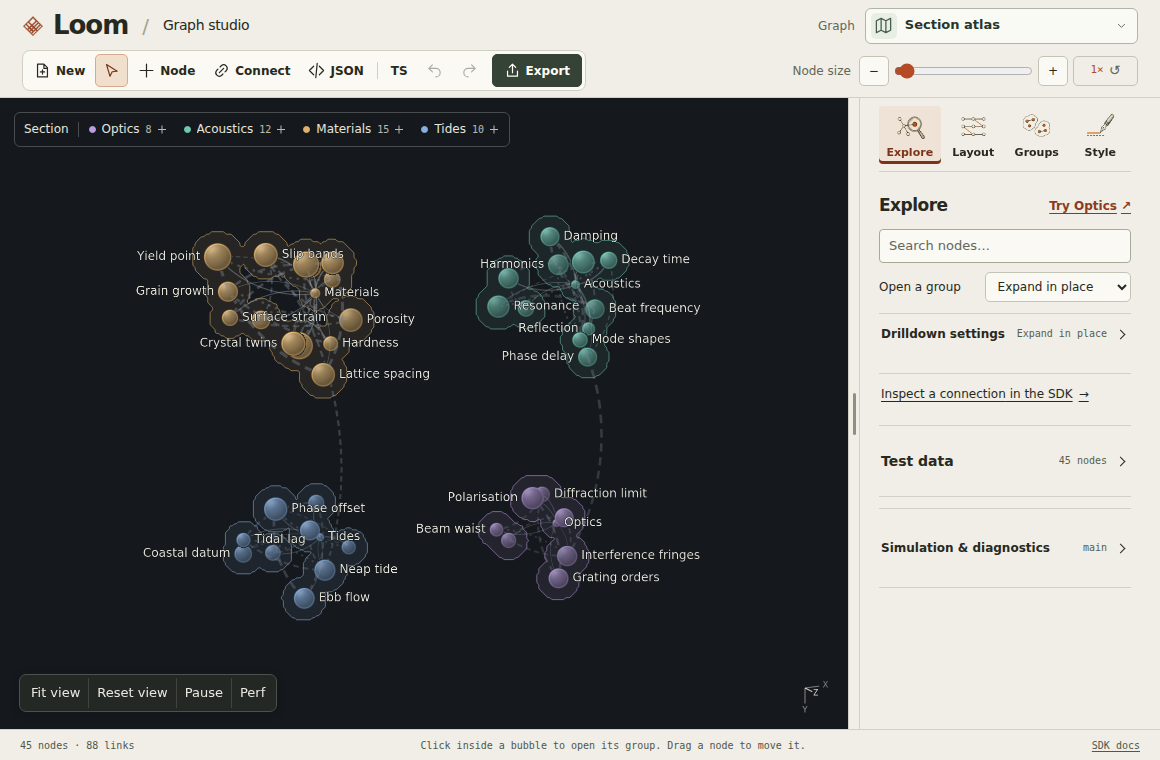 Loom / Graph studio
Graph Section atlas
New Node Connect JSON TS Export
Node size − + 1× ↺
Section Optics 8 + Acoustics 12 + Materials 15 + Tides 10 +
Explore Layout Groups Style
Explore Try Optics ↗
Search nodes...
Open a group Expand in place
Drilldown settings Expand in place
Inspect a connection in the SDK →
Test data 45 nodes
Simulation & diagnostics main
Yield point
Slip bands
Grain growth
Materials
Surface strain
Porosity
Crystal twins
Hardness
Lattice spacing
Damping
Harmonics
Decay time
Acoustics
Resonance
Beat frequency
Reflection
Mode shapes
Phase delay
Phase offset
Tidal lag
Tides
Coastal datum
Neap tide
Ebb flow
Polarisation
Diffraction limit
Beam waist
Optics
Interference fringes
Grating orders
Fit view Reset view Pause Perf
X
Z
Y
45 nodes · 88 links
Click inside a bubble to open its group. Drag a node to move it.
SDK docs